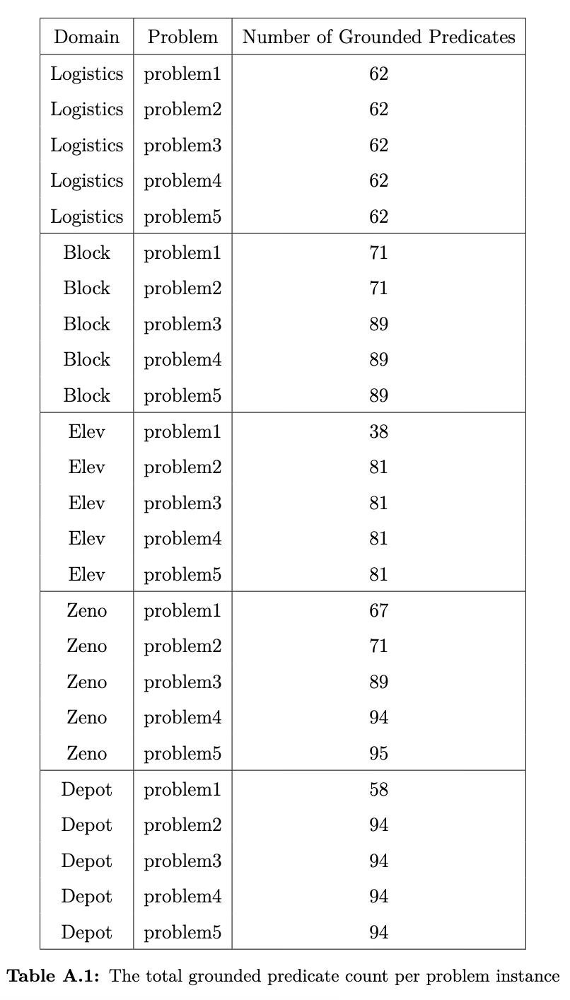 Domain Problem Number of Grounded Predicates
Logistics problem1 62
Logistics problem2 62
Logistics problem3 62
Logistics problem4 62
Logistics problem5 62
Block problem1 71
Block problem2 71
Block problem3 89
Block problem4 89
Block problem5 89
Elev problem1 38
Elev problem2 81
Elev problem3 81
Elev problem4 81
Elev problem5 81
Zeno problem1 67
Zeno problem2 71
Zeno problem3 89
Zeno problem4 94
Zeno problem5 95
Depot problem1 58
Depot problem2 94
Depot problem3 94
Depot problem4 94
Depot problem5 94
Table A.1: The total grounded predicate count per problem instance